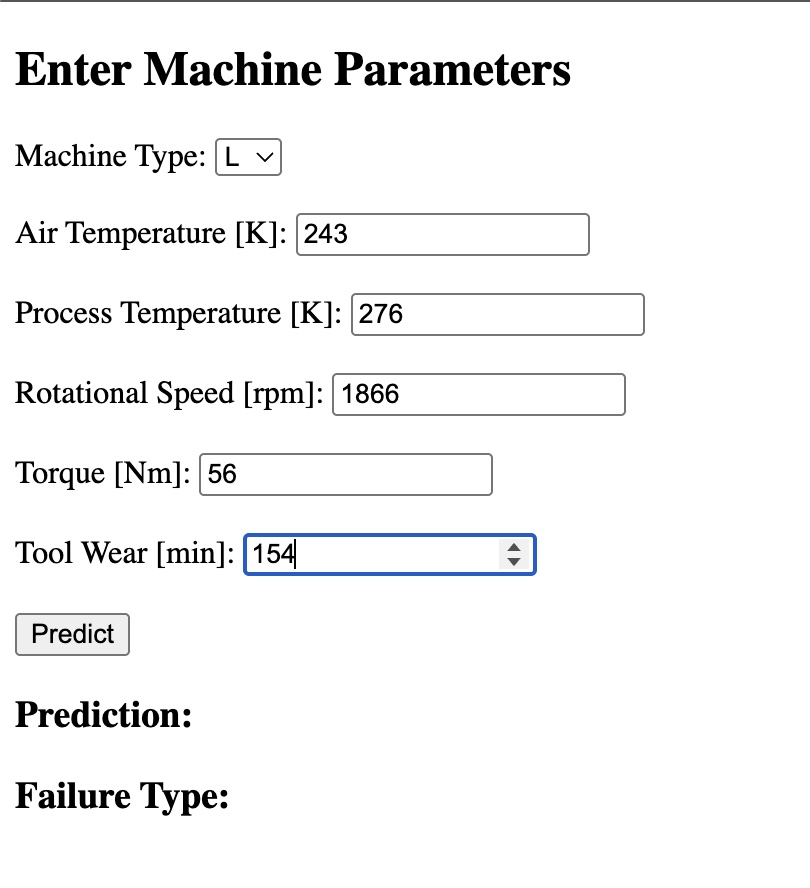 Enter Machine Parameters
Machine Type: L
Air Temperature [K]: 243
Process Temperature [K]: 276
Rotational Speed [rpm]: 1866
Torque [Nm]: 56
Tool Wear [min]: 154
Predict
Prediction:
Failure Type: